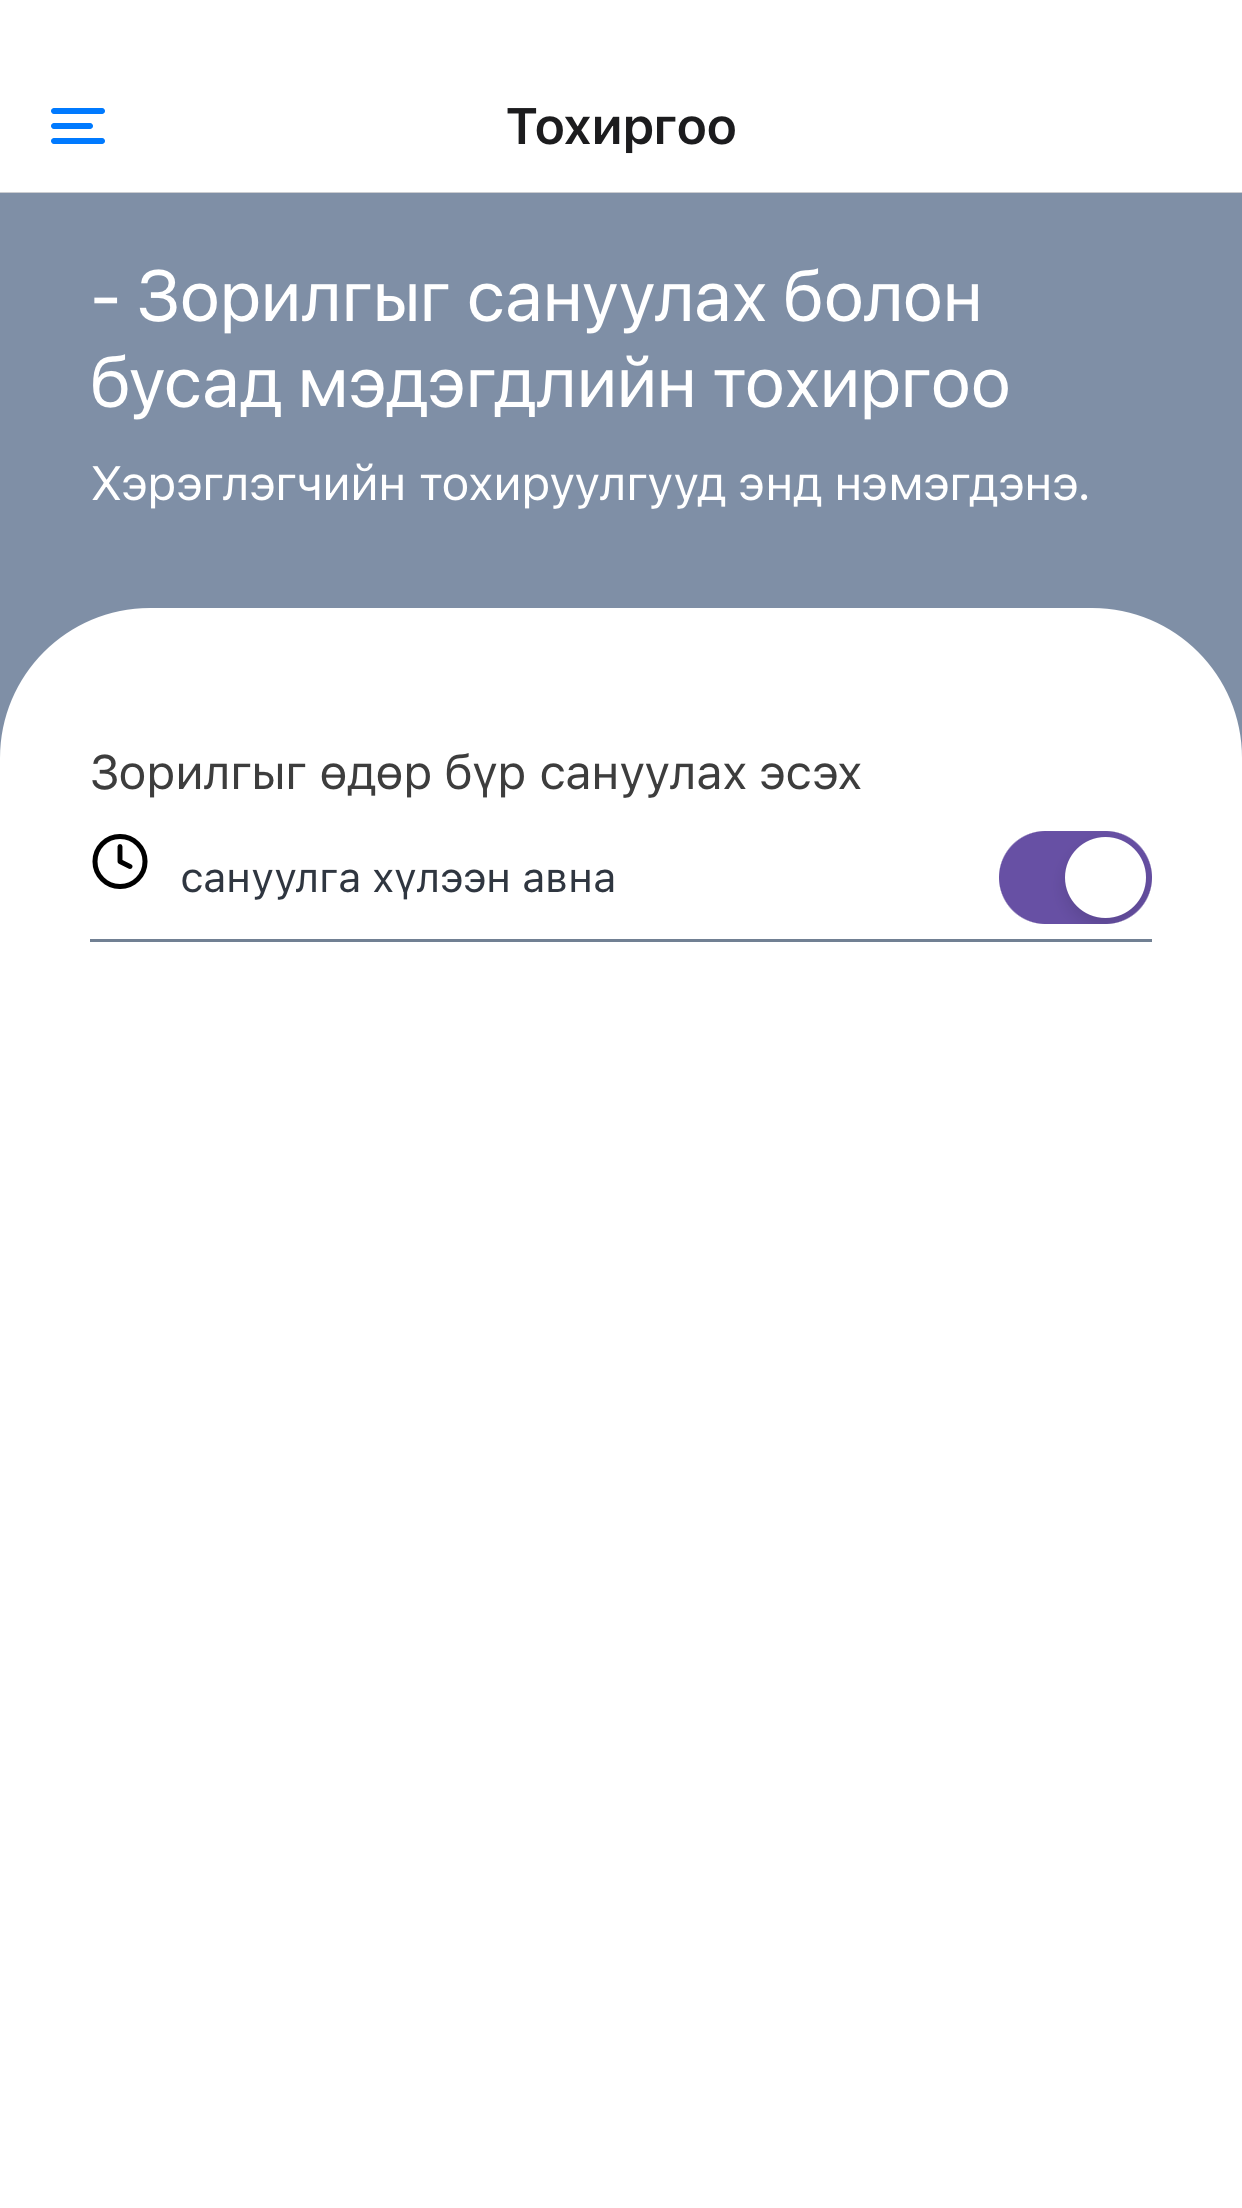 Тохиргоо
- Зорилгыг сануулах болон
бусад мэдэгдлийн тохиргоо
Хэрэглэгчийн тохируулгууд энд нэмэгдэнэ.
Зорилгыг өдөр бүр сануулах эсэх
сануулга хүлээн авна